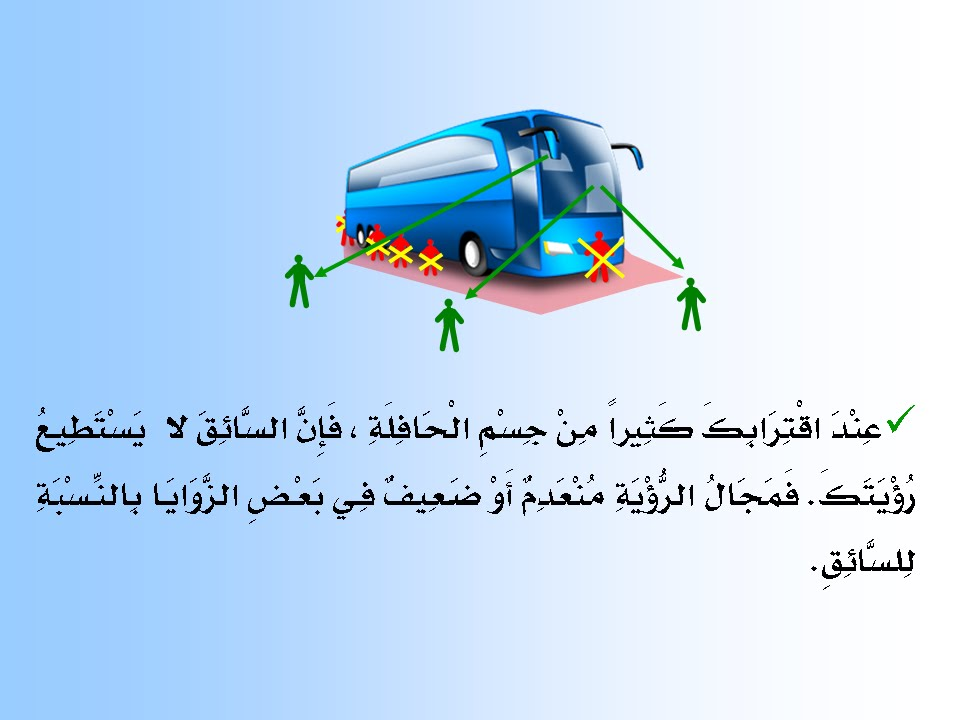 ✓عِنْدَ اقْتِرَابِكَ كَثِيراً مِنْ جِسْمِ الْحَافِلَةِ ، فَإِنَّ السَّائِقَ لا يَسْتَطِيعُ
رُؤْيَتَكَ. فَمَجَالُ الرُّؤْيَةِ مُنْعَدِمٌ أَوْ ضَعِيفٌ فِي بَعْضِ الزَّوَايَا بِالنِّسْبَةِ
لِلسَّائِقِ.